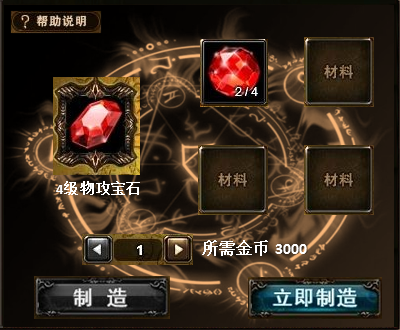 ? 帮助说明
2/4
材料
4级物攻宝石
材料
材料
1
所需金币 3000
制 造
立即制造